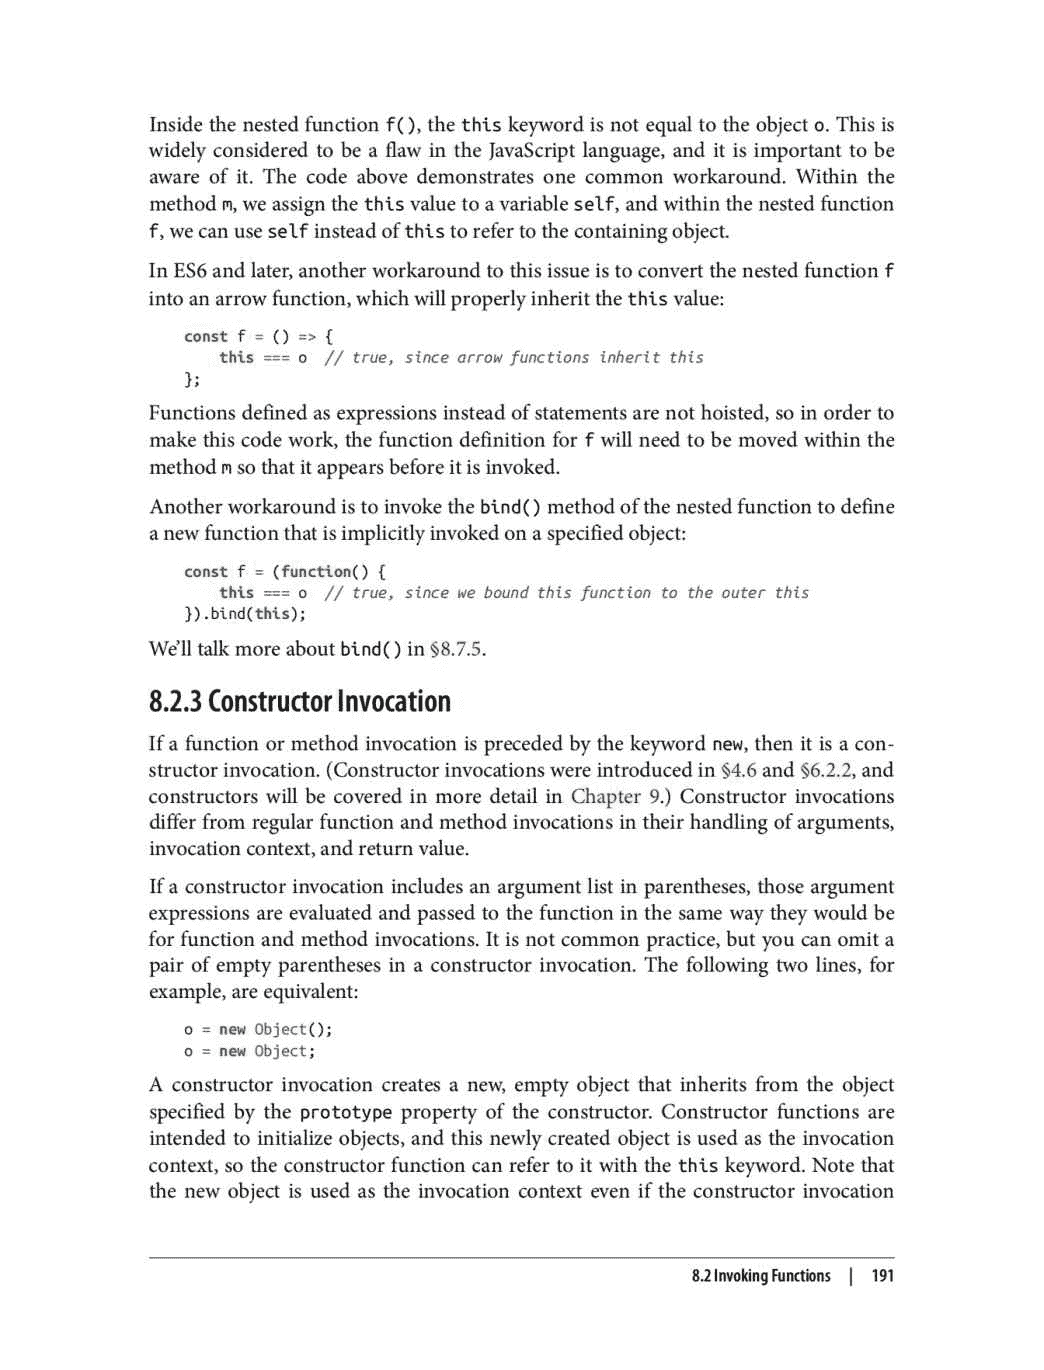 Inside the nested function f(), the this keyword is not equal to the object o. This is
widely considered to be a flaw in the JavaScript language, and it is important to be
aware of it. The code above demonstrates one common workaround. Within the
method m, we assign the this value to a variable self, and within the nested function
f, we can use self instead of this to refer to the containing object.
In ES6 and later, another workaround to this issue is to convert the nested function f
into an arrow function, which will properly inherit the this value:
const f = () => {
    this === o  // true, since arrow functions inherit this
};
Functions defined as expressions instead of statements are not hoisted, so in order to
make this code work, the function definition for f will need to be moved within the
method m so that it appears before it is invoked.
Another workaround is to invoke the bind() method of the nested function to define
a new function that is implicitly invoked on a specified object:
const f = (function() {
    this === o  // true, since we bound this function to the outer this
}).bind(this);
We’ll talk more about bind() in §8.7.5.
8.2.3 Constructor Invocation
If a function or method invocation is preceded by the keyword new, then it is a con-
structor invocation. (Constructor invocations were introduced in §4.6 and §6.2.2, and
constructors will be covered in more detail in Chapter 9.) Constructor invocations
differ from regular function and method invocations in their handling of arguments,
invocation context, and return value.
If a constructor invocation includes an argument list in parentheses, those argument
expressions are evaluated and passed to the function in the same way they would be
for function and method invocations. It is not common practice, but you can omit a
pair of empty parentheses in a constructor invocation. The following two lines, for
example, are equivalent:
o = new Object();
o = new Object;
A constructor invocation creates a new, empty object that inherits from the object
specified by the prototype property of the constructor. Constructor functions are
intended to initialize objects, and this newly created object is used as the invocation
context, so the constructor function can refer to it with the this keyword. Note that
the new object is used as the invocation context even if the constructor invocation
8.2 Invoking Functions | 191